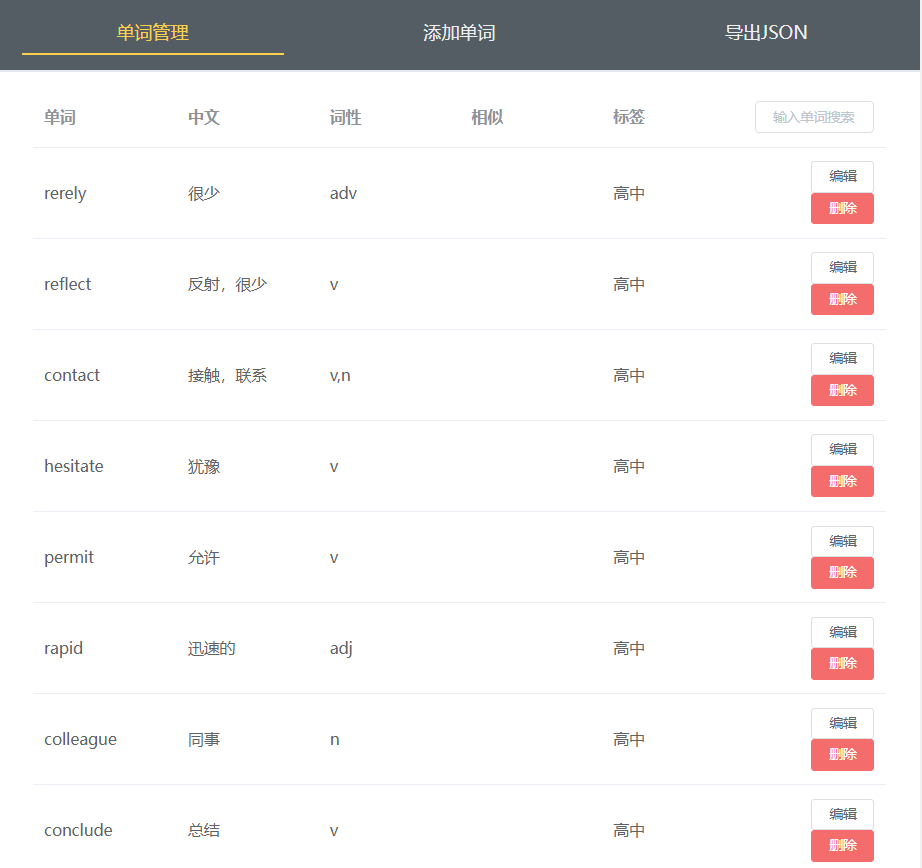 单词管理 添加单词 导出JSON
单词 中文 词性 相似 标签 输入单词搜索
rerely 很少 adv 高中 编辑
删除
reflect 反射，很少 v 高中 编辑
删除
contact 接触，联系 v,n 高中 编辑
删除
hesitate 犹豫 v 高中 编辑
删除
permit 允许 v 高中 编辑
删除
rapid 迅速的 adj 高中 编辑
删除
colleague 同事 n 高中 编辑
删除
conclude 总结 v 高中 编辑
删除